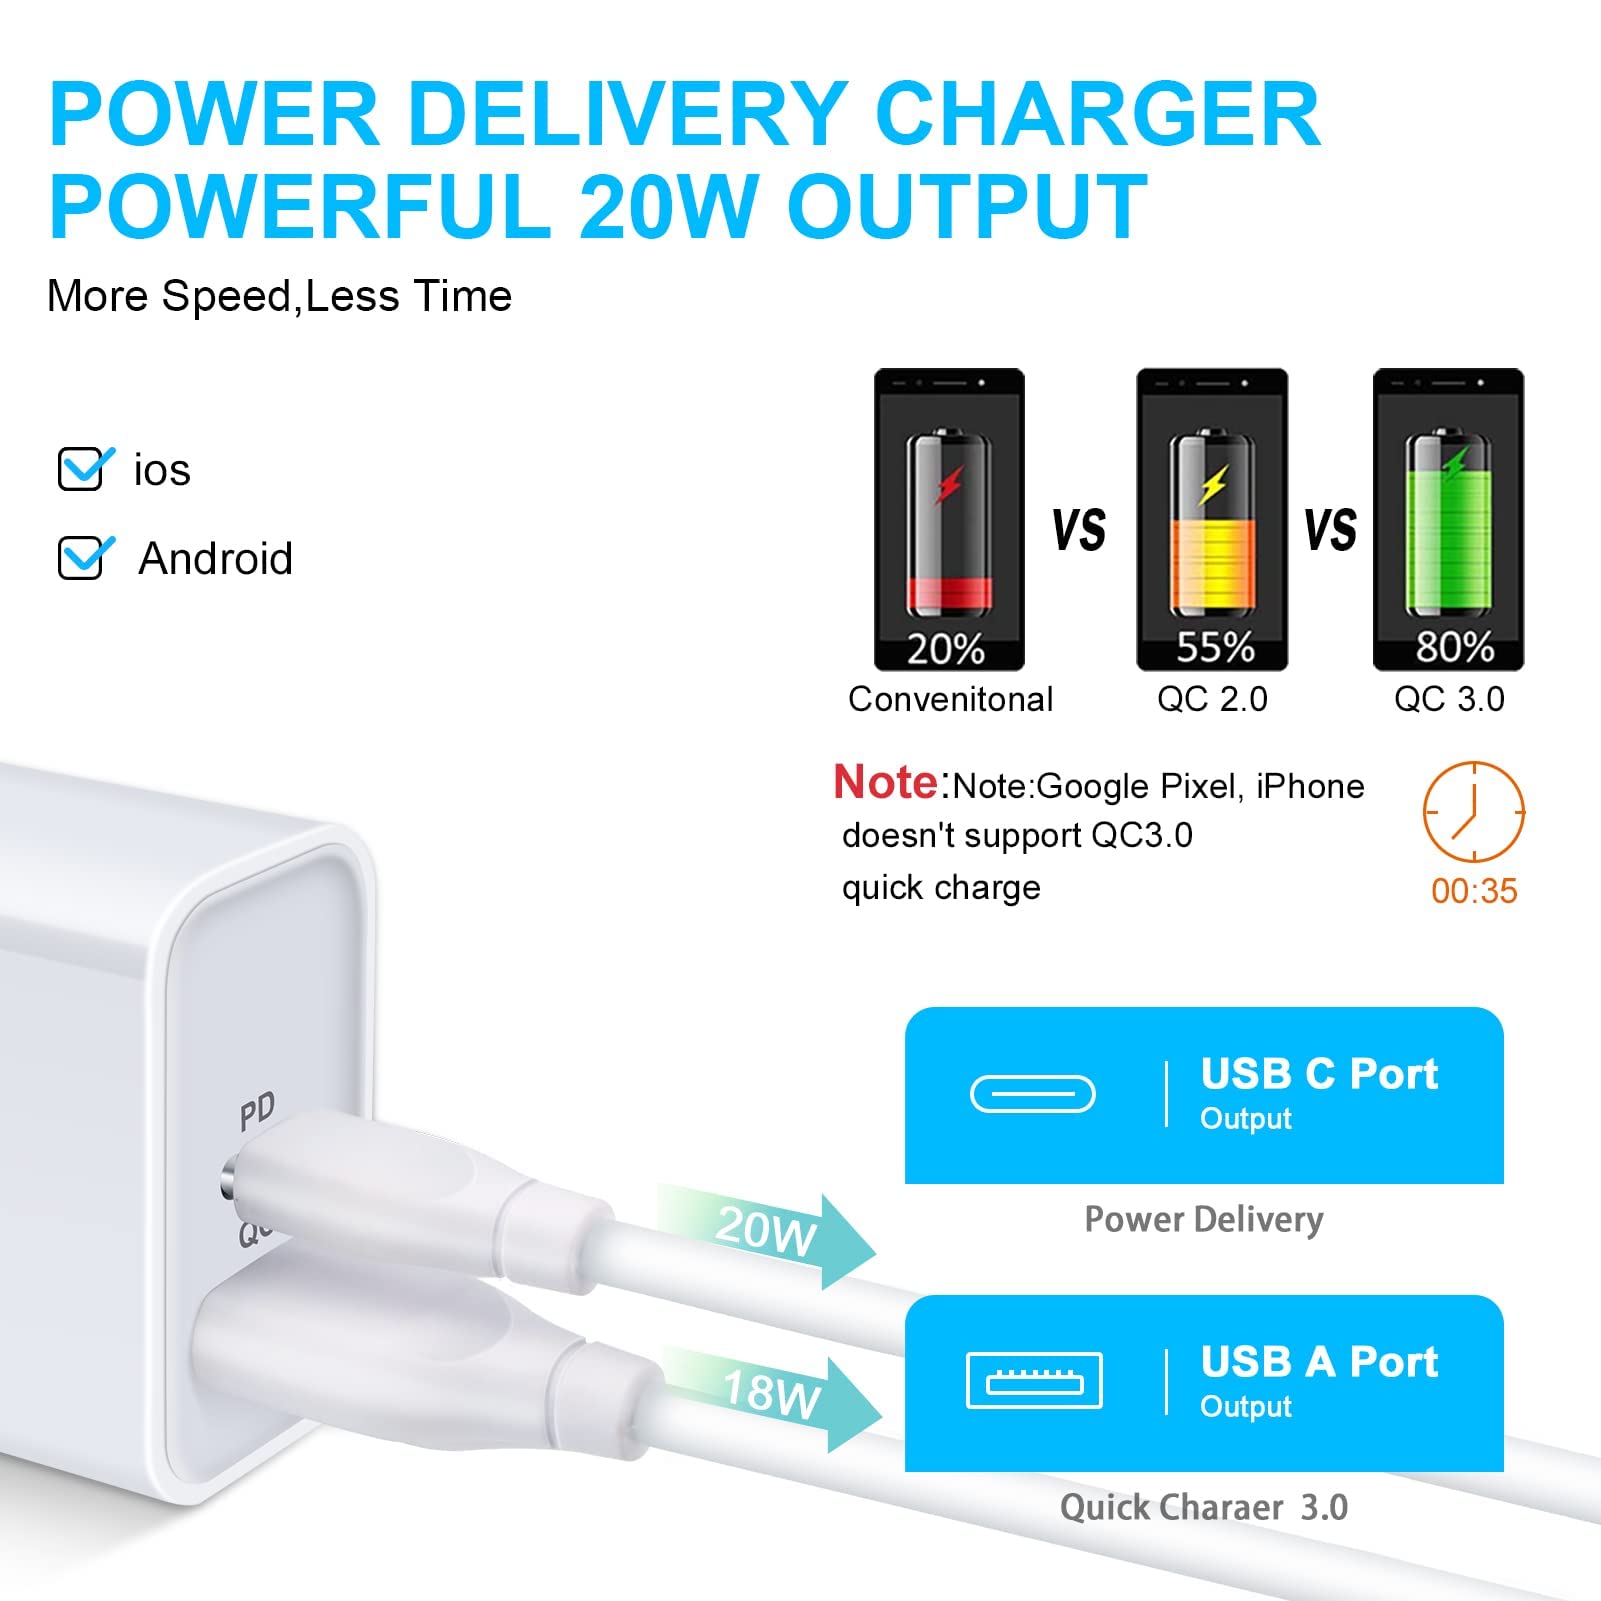 POWER DELIVERY CHARGER
POWERFUL 20W OUTPUT
More Speed,Less Time
ios
Android
20%
VS
55%
VS
80%
Convenitonal
QC 2.0
QC 3.0
Note:Note:Google Pixel, iPhone
doesn't support QC3.0
quick charge
00:35
PD
QC
20W
18W
USB C Port
Output
Power Delivery
USB A Port
Output
Quick Charaer 3.0